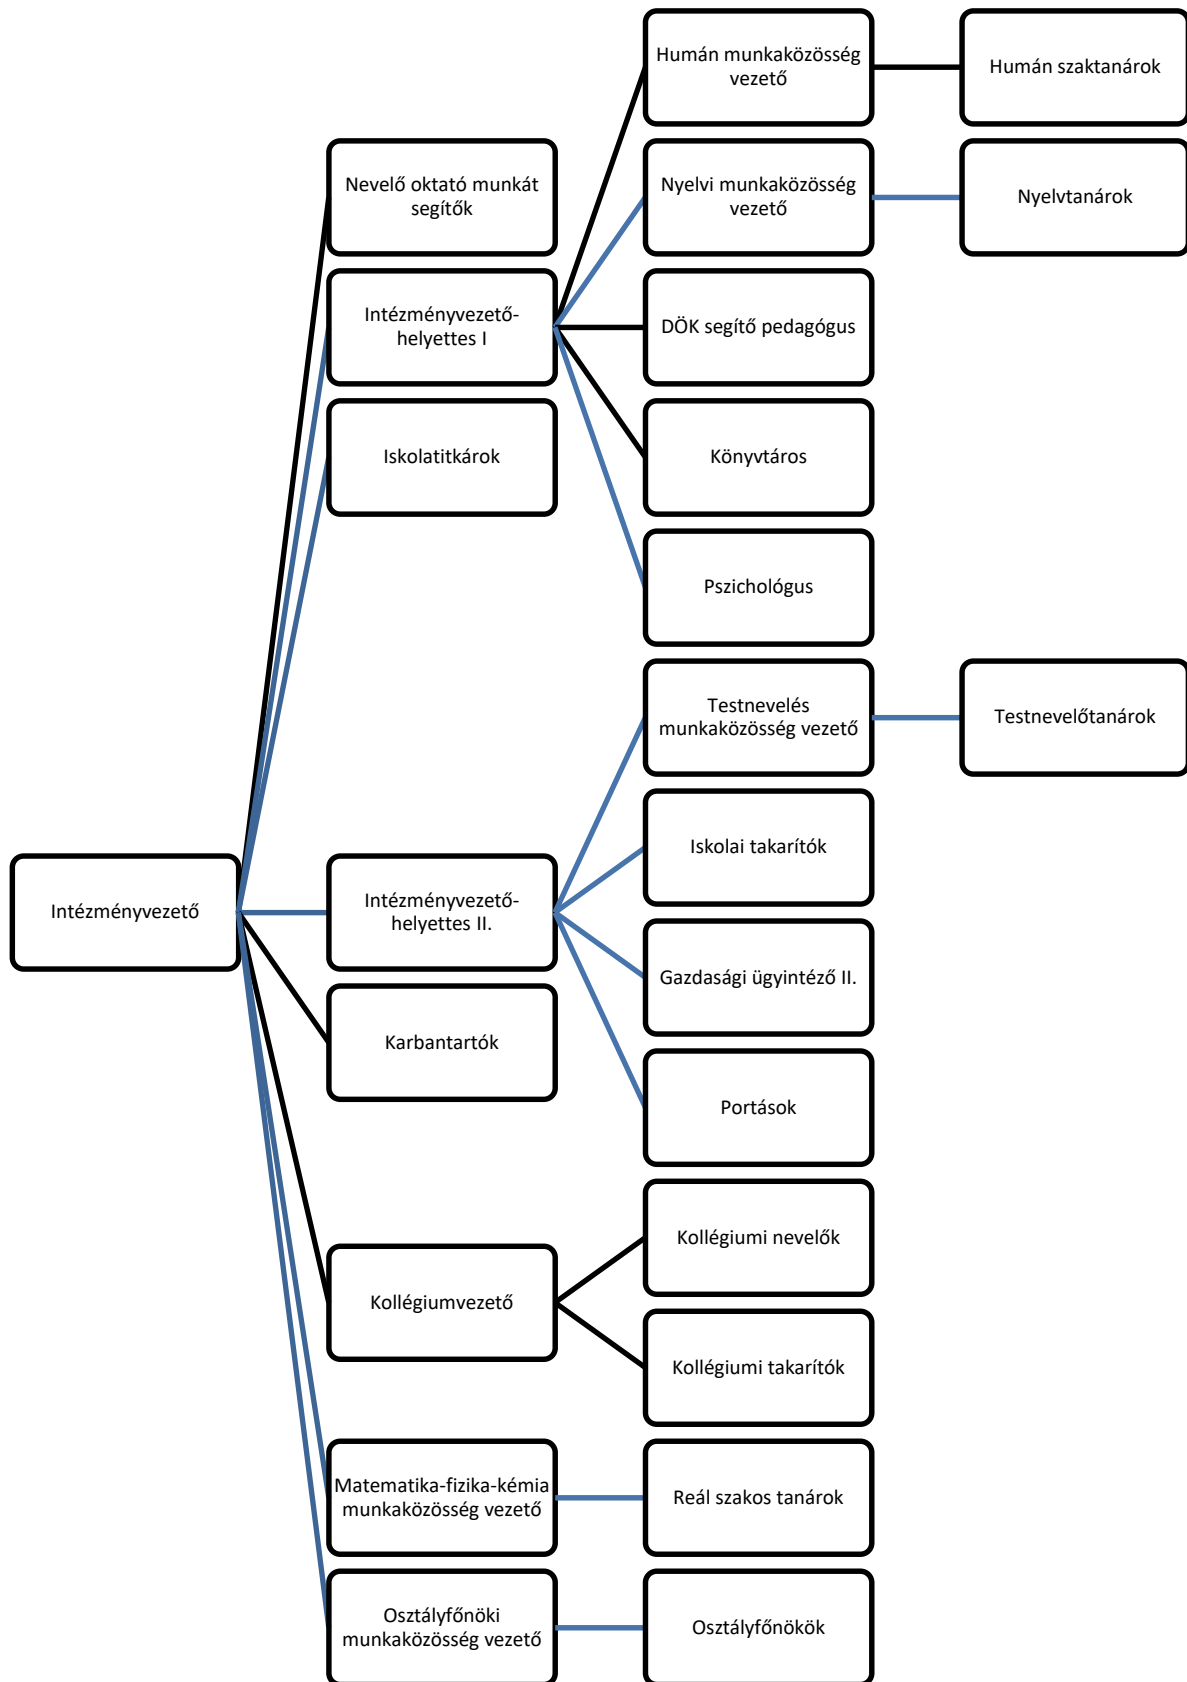 Humán munkaközösség
vezető
Humán szaktanárok
Nevelő oktató munkát
segítők
Nyelvi munkaközösség
vezető
Nyelvtanárok
Intézményvezető-
helyettes I
DÖK segítő pedagógus
Iskolatitkárok
Könyvtáros
Pszichológus
Testnevelés
munkaközösség vezető
Testnevelőtanárok
Iskolai takarítók
Intézményvezető
Intézményvezető-
helyettes II.
Gazdasági ügyintéző II.
Karbantartók
Portások
Kollégiumi nevelők
Kollégiumvezető
Kollégiumi takarítók
Matematika-fizika-kémia
munkaközösség vezető
Reál szakos tanárok
Osztályfőnöki
munkaközösség vezető
Osztályfőnökök